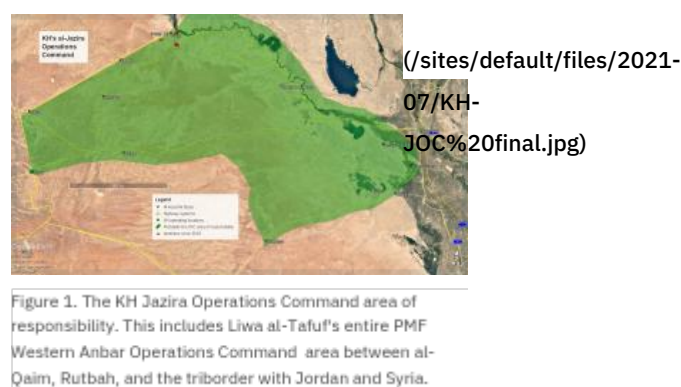 KH's al-Jazira
Operations
Command
(/sites/default/files/2021-
07/KH-
JOC%20final.jpg)
Legend
Figure 1. The KH Jazira Operations Command area of
responsibility. This includes Liwa al-Tafuf's entire PMF
Western Anbar Operations Command area between al-
Qaim, Rutbah, and the triborder with Jordan and Syria.